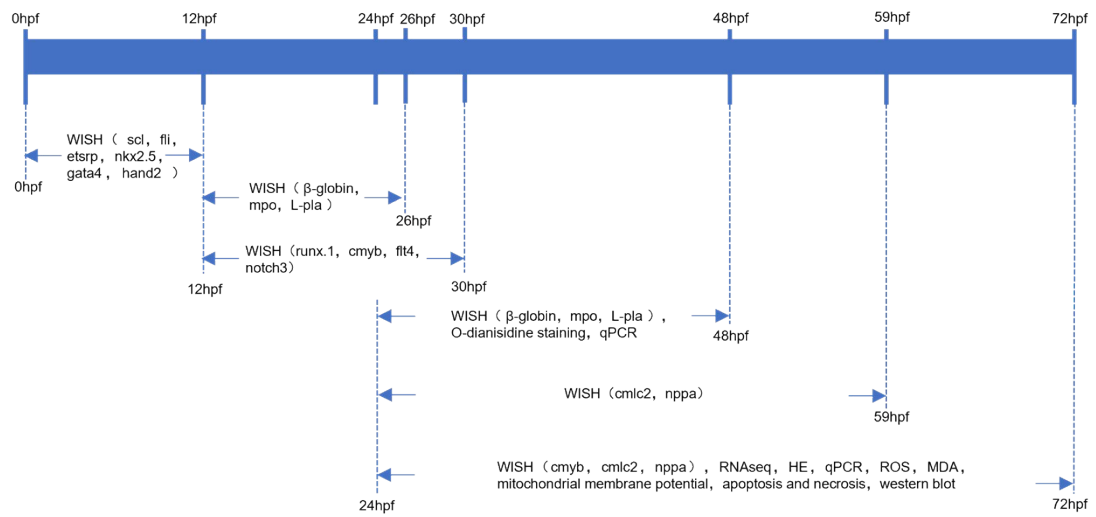 0hpf 12hpf 24hpf 26hpf 30hpf 48hpf 59hpf 72hpf
WISH（ scl，fli，
etsrp，nkx2.5，
gata4，hand2 ）
0hpf
WISH（ β-globin，
mpo，L-pla ）
26hpf
WISH（runx.1，cmyb，flt4，
notch3）
12hpf
30hpf
WISH（ β-globin，mpo，L-pla ），
O-dianisidine staining，qPCR
48hpf
WISH（cmlc2，nppa）
59hpf
WISH（cmyb，cmlc2，nppa），RNAseq，HE，qPCR，ROS，MDA，
mitochondrial membrane potential，apoptosis and necrosis，western blot
24hpf
72hpf